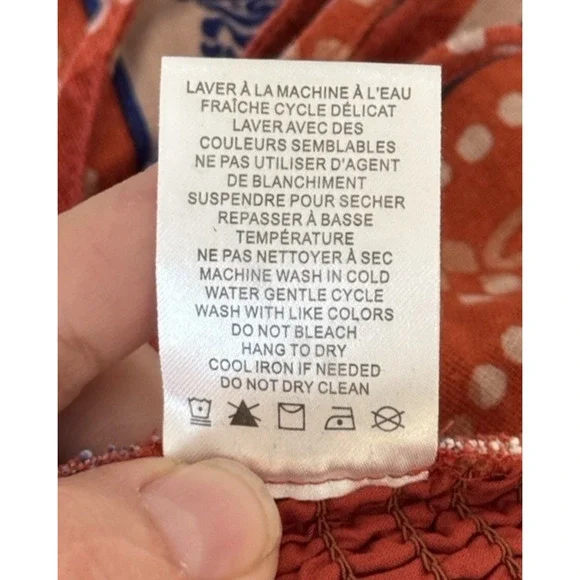 LAVER À LA MACHINE À L'EAU
FRAÎCHE CYCLE DÉLICAT
LAVER AVEC DES
COULEURS SEMBLABLES
NE PAS UTILISER D'AGENT
DE BLANCHIMENT
SUSPENDRE POUR SECHER
REPASSER À BASSE
TEMPÉRATURE
NE PAS NETTOYER À SEC
MACHINE WASH IN COLD
WATER GENTLE CYCLE
WASH WITH LIKE COLORS
DO NOT BLEACH
HANG TO DRY
COOL IRON IF NEEDED
DO NOT DRY CLEAN